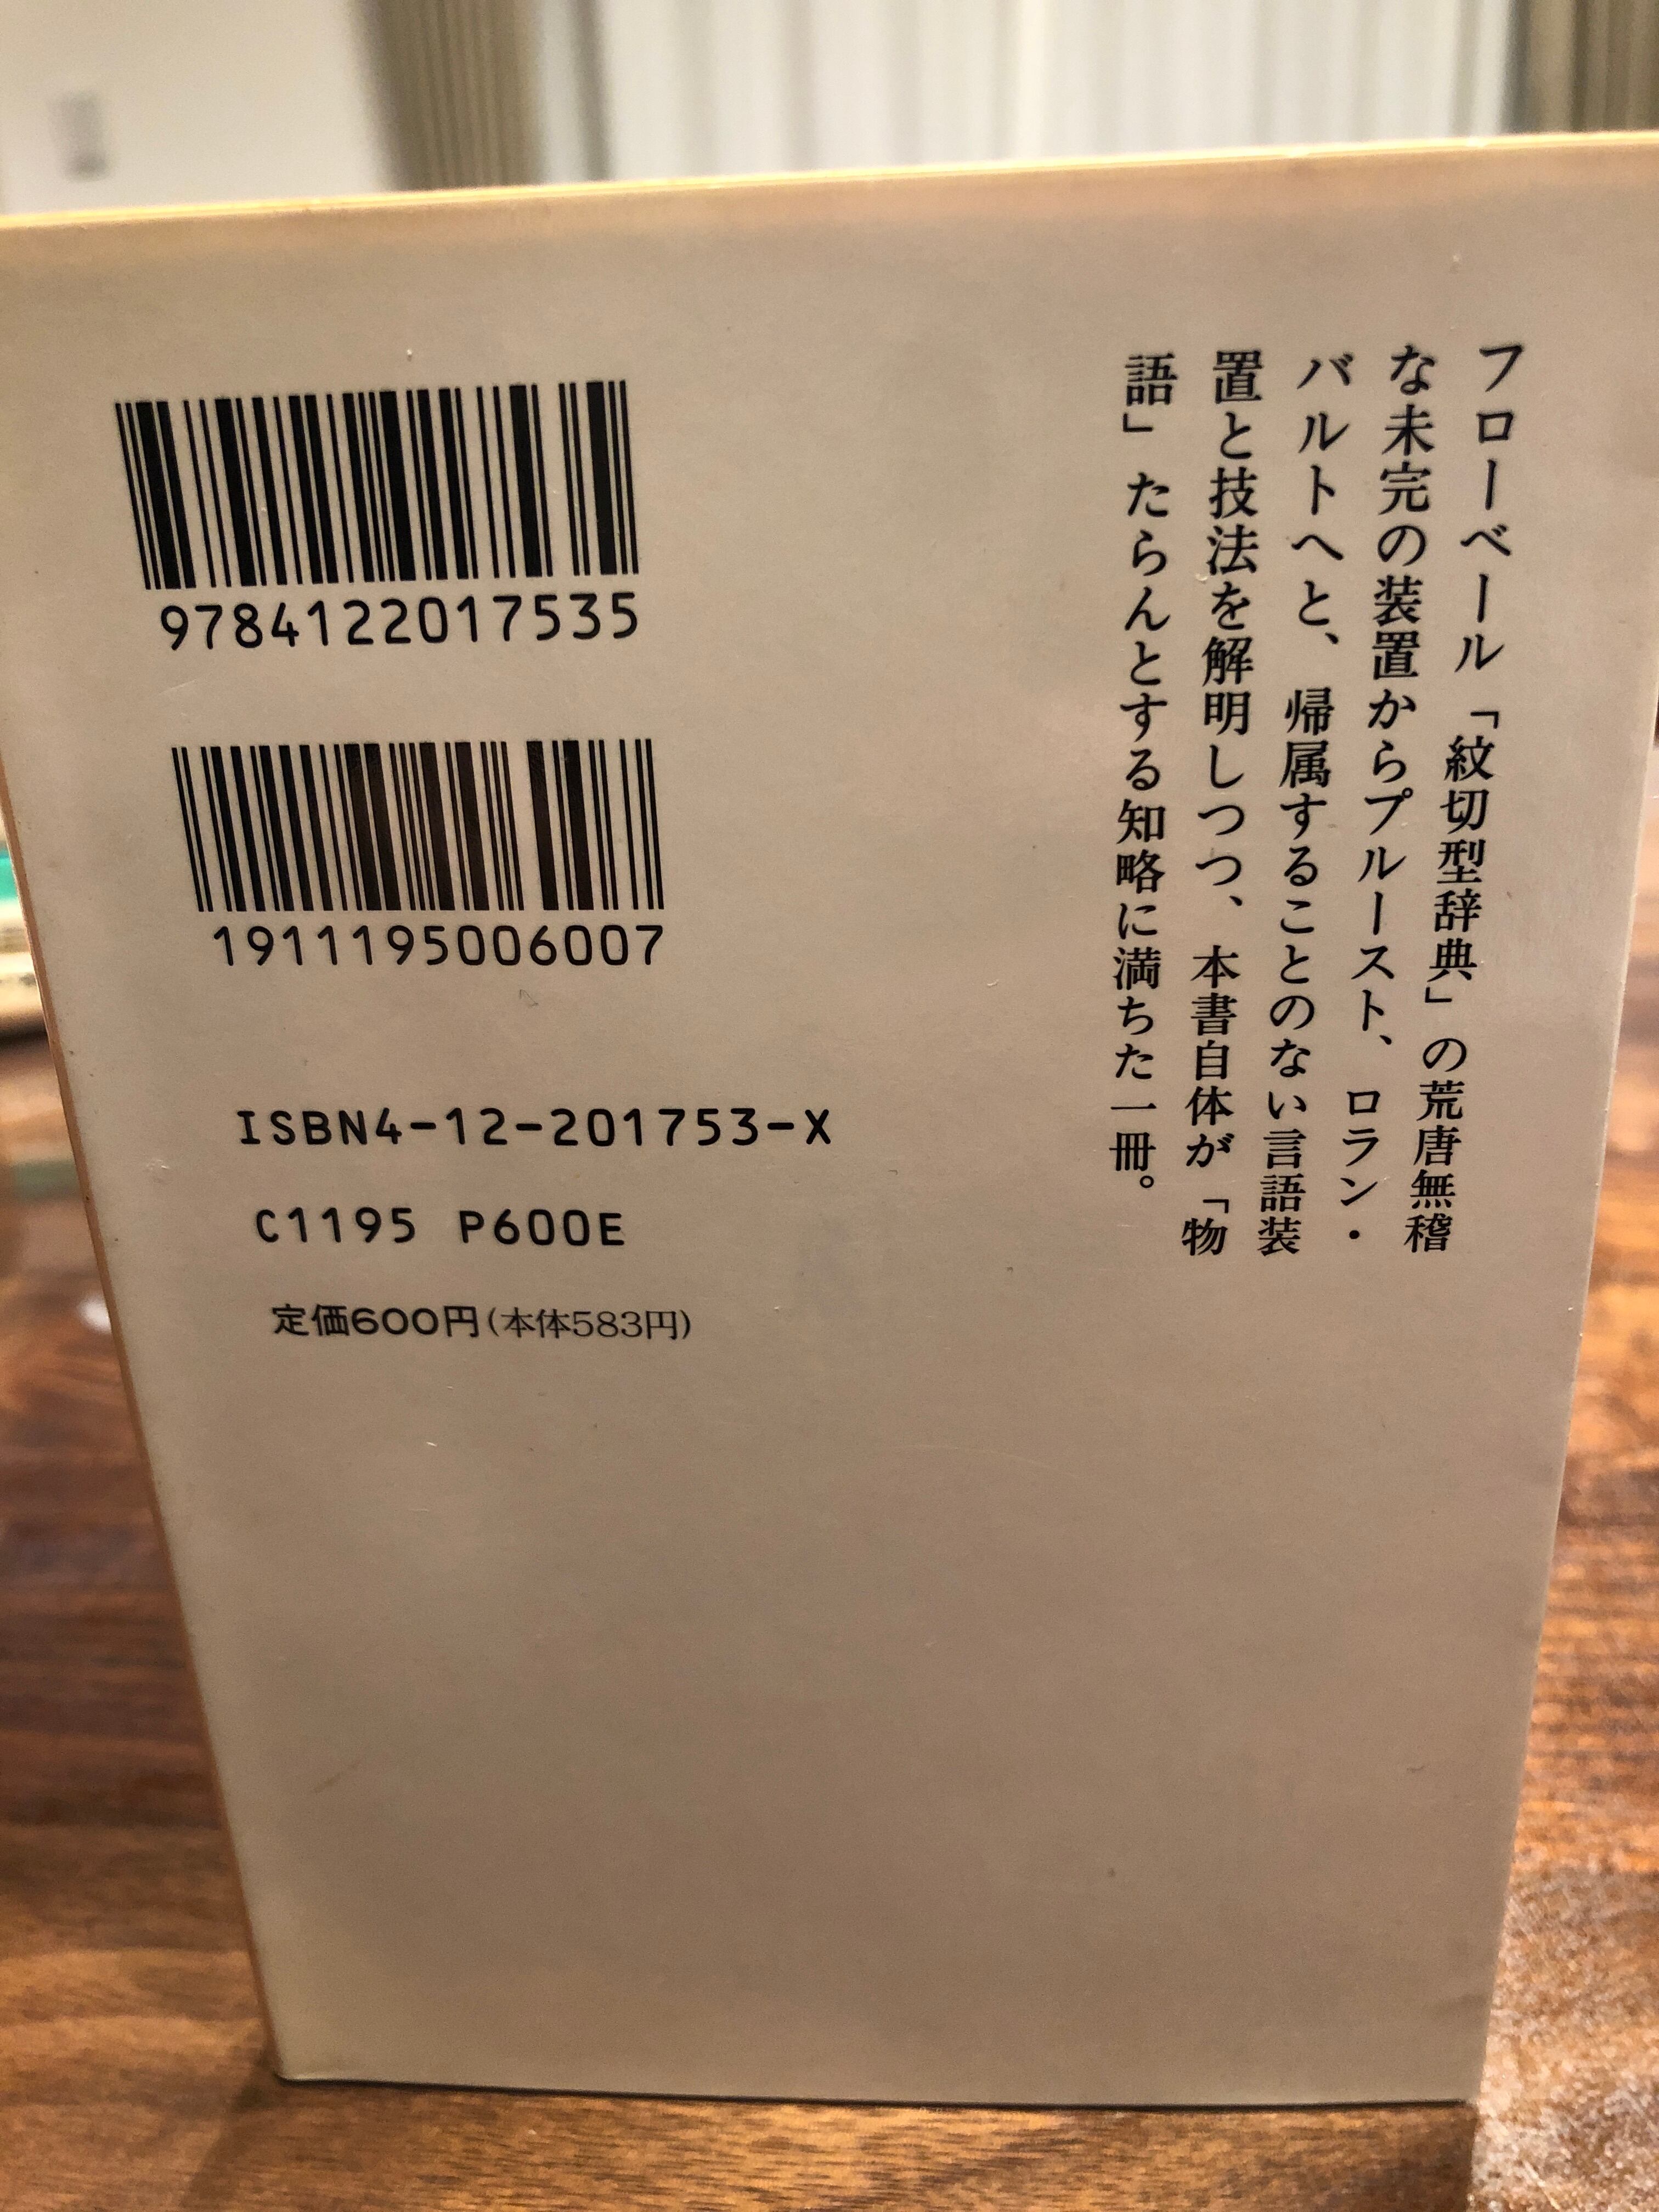 フローベール「紋切型辞典」の荒唐無稽
な未完の装置からプルースト、ロラン・
バルトへと、帰属することのない言語装
置と技法を解明しつつ、本書自体が「物
語」たらんとする知略に満ちた一冊。
9784122017535
1911195006007
ISBN4-12-201753-X
C1195 P600E
定価600円(本体583円)